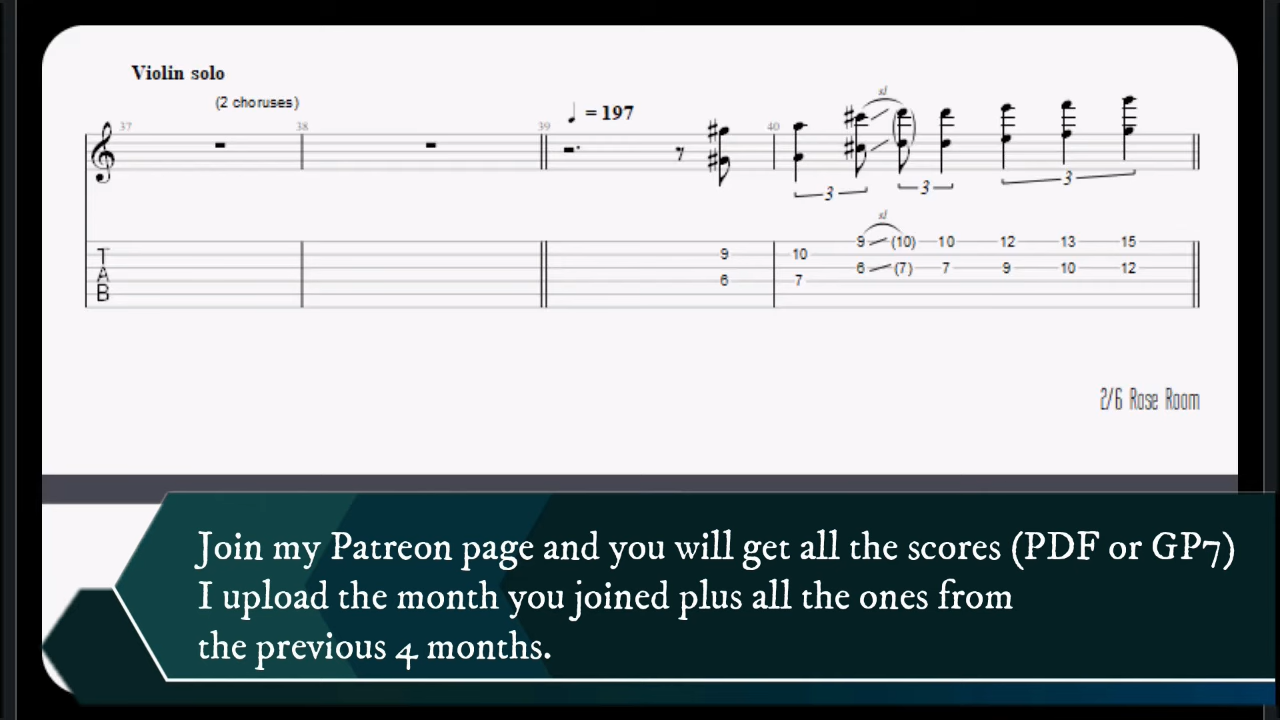 Violin solo
(2 choruses)
= 197
37 38 39 40
sl
3 3 3
sl
T
A
B
9 (10) 10 12 13 15
9 10
6 (7) 7 9 10 12
6 7
2/6 Rose Room
Join my Patreon page and you will get all the scores (PDF or GP7)
I upload the month you joined plus all the ones from
the previous 4 months.